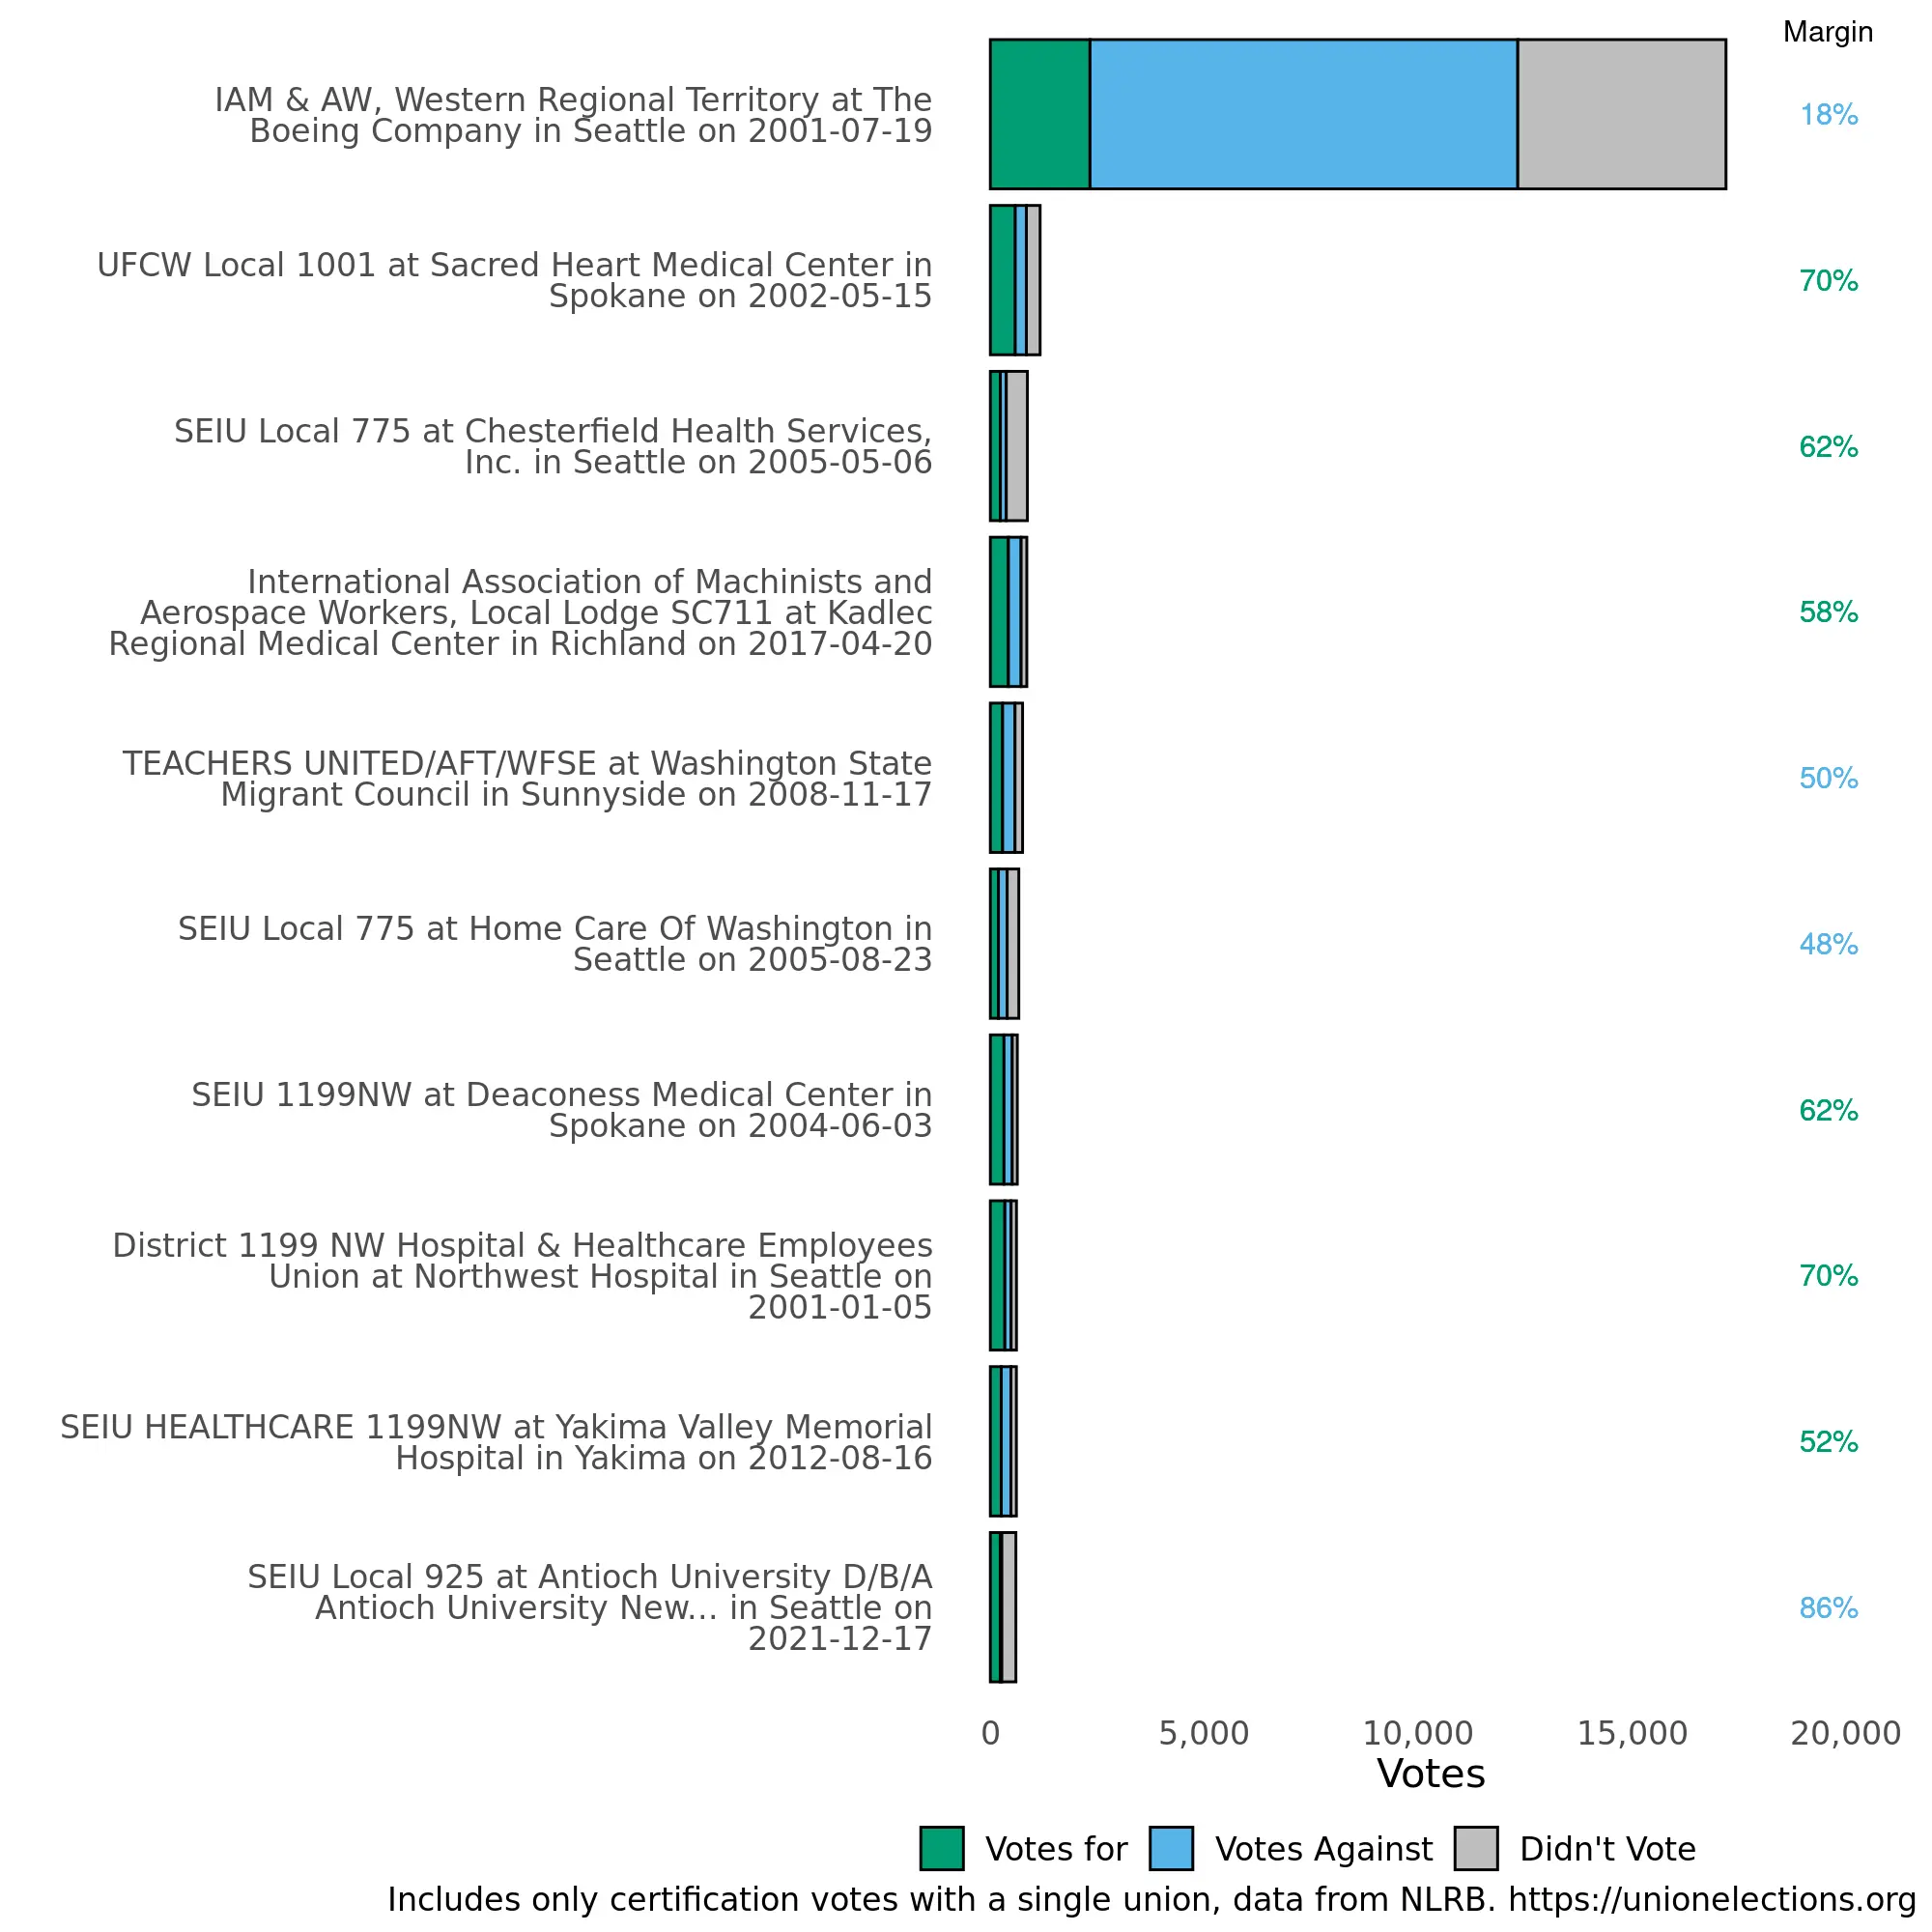 Margin
IAM & AW, Western Regional Territory at The
Boeing Company in Seattle on 2001-07-19
18%
UFCW Local 1001 at Sacred Heart Medical Center in
Spokane on 2002-05-15
70%
SEIU Local 775 at Chesterfield Health Services,
Inc. in Seattle on 2005-05-06
62%
International Association of Machinists and
Aerospace Workers, Local Lodge SC711 at Kadlec
Regional Medical Center in Richland on 2017-04-20
58%
TEACHERS UNITED/AFT/WFSE at Washington State
Migrant Council in Sunnyside on 2008-11-17
50%
SEIU Local 775 at Home Care Of Washington in
Seattle on 2005-08-23
48%
SEIU 1199NW at Deaconess Medical Center in
Spokane on 2004-06-03
62%
District 1199 NW Hospital & Healthcare Employees
Union at Northwest Hospital in Seattle on
2001-01-05
70%
SEIU HEALTHCARE 1199NW at Yakima Valley Memorial
Hospital in Yakima on 2012-08-16
52%
SEIU Local 925 at Antioch University D/B/A
Antioch University New... in Seattle on
2021-12-17
86%
0 5,000 10,000 15,000 20,000
Votes
Votes for Votes Against Didn't Vote
Includes only certification votes with a single union, data from NLRB. https://unionelections.org